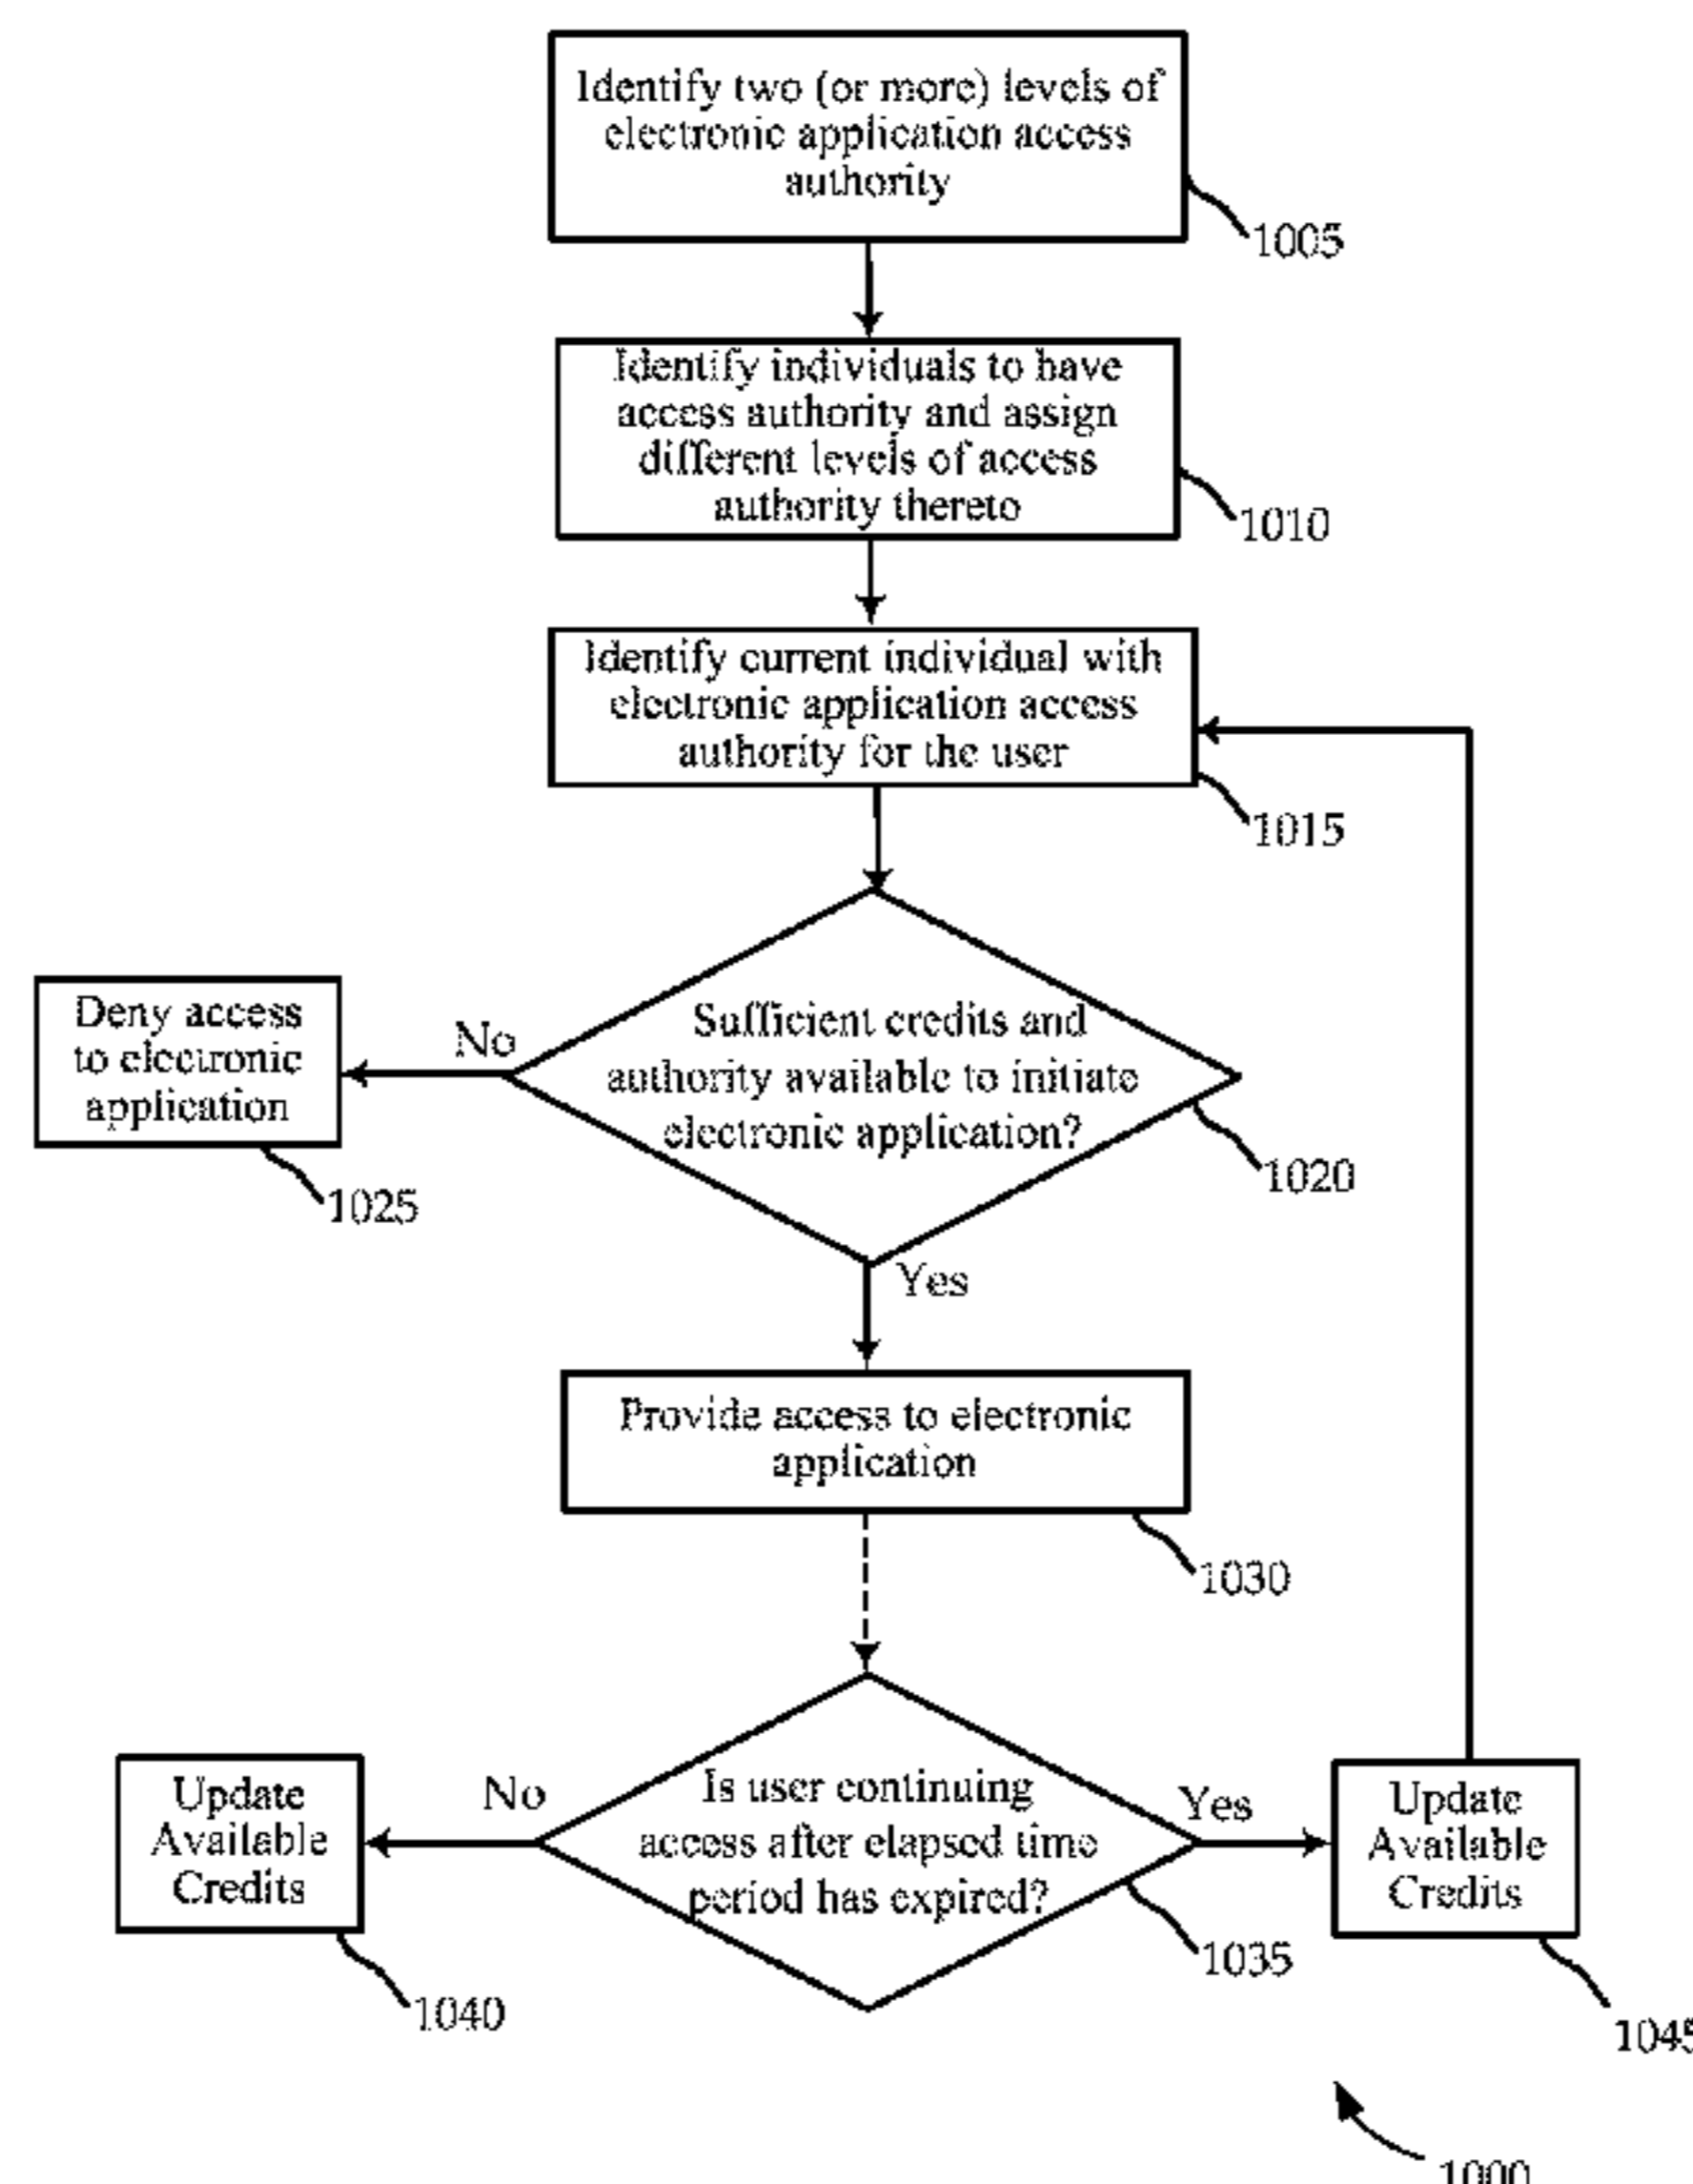 Identify two (or more) levels of
electronic application access
authority
1005
Identify individuals to have
access authority and assign
different levels of access
authority thereto
1010
Identify current individual with
electronic application access
authority for the user
1015
Sufficient credits and
authority available to initiate
electronic application?
1020
No
Deny access
to electronic
application
1025
Yes
Provide access to electronic
application
1030
Is user continuing
access after elapsed time
period has expired?
1035
No
Update
Available
Credits
1040
Yes
Update
Available
Credits
1045
1000